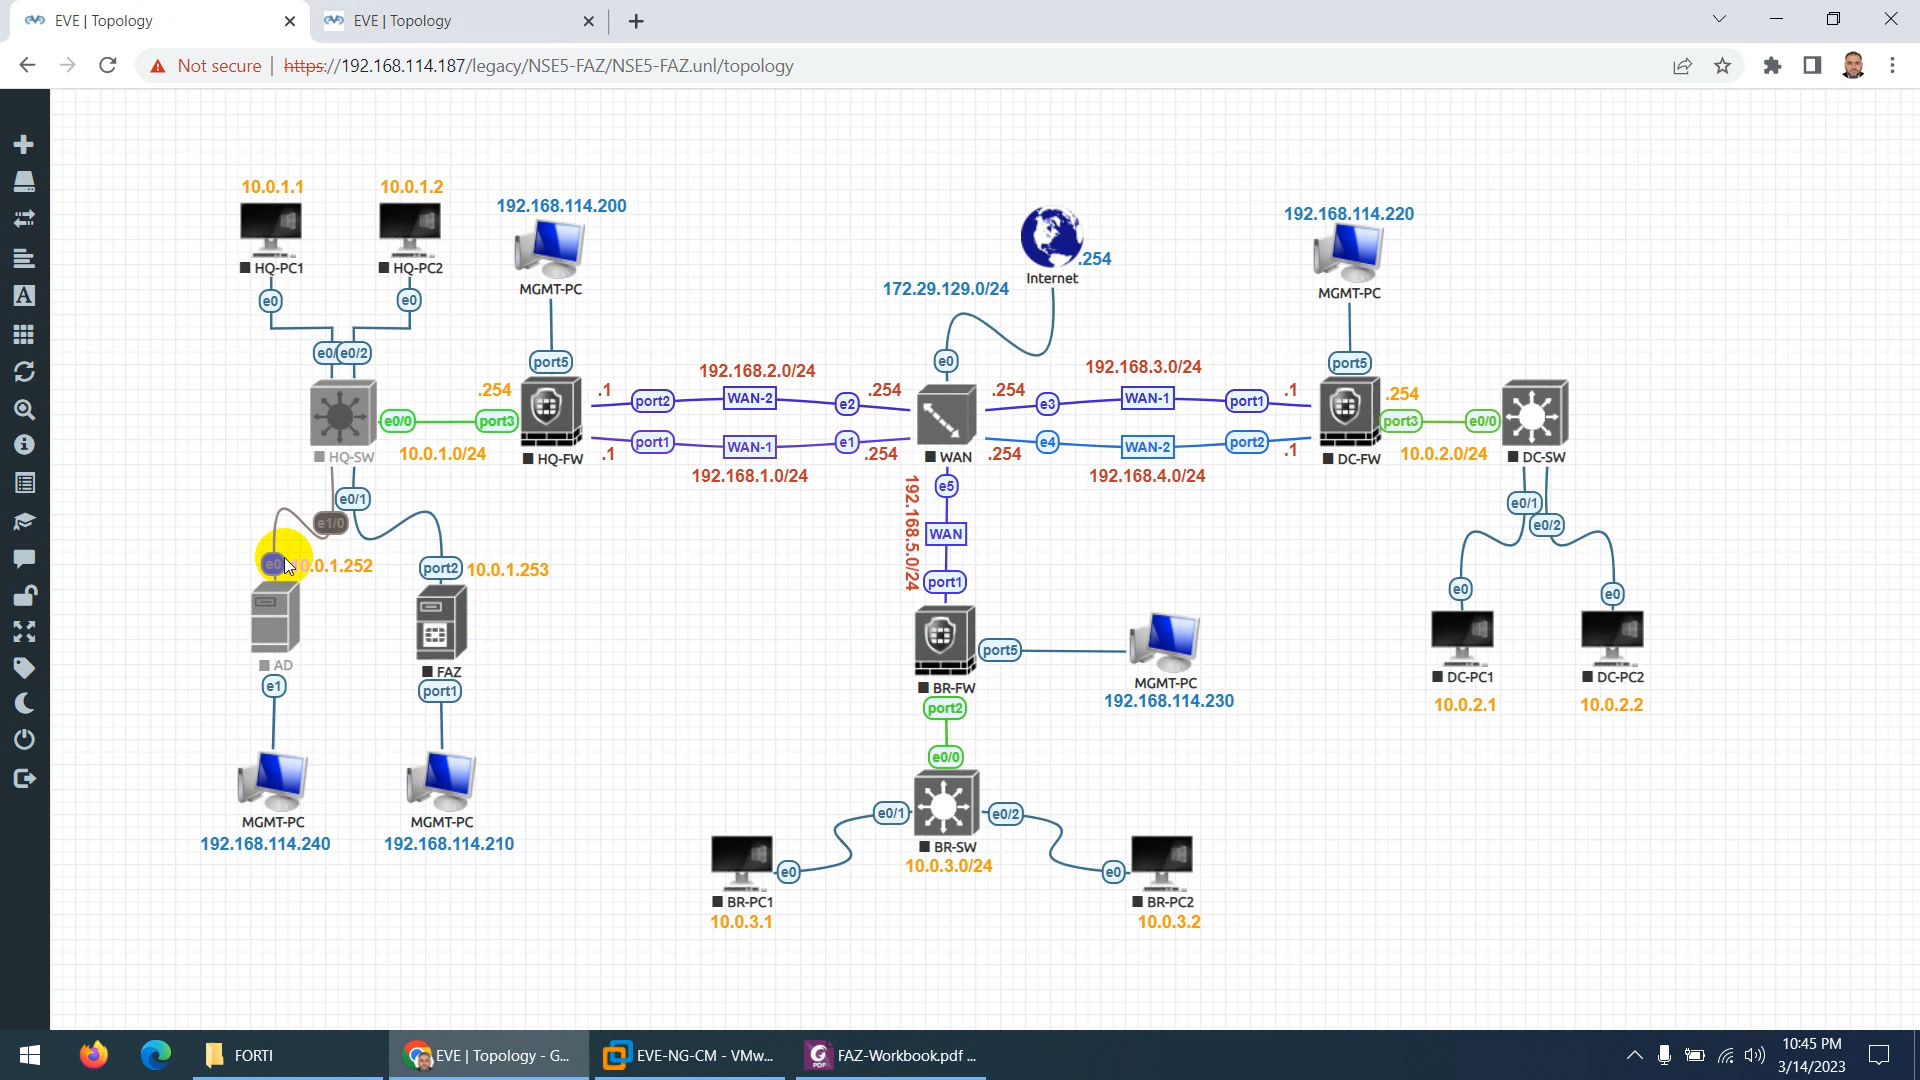 EVE | Topology
EVE | Topology
Not secure | https://192.168.114.187/legacy/NSE5-FAZ/NSE5-FAZ.unl/topology
10.0.1.1
10.0.1.2
192.168.114.200
192.168.114.220
HQ-PC1
HQ-PC2
MGMT-PC
.254
Internet
172.29.129.0/24
MGMT-PC
e0
e0
e0/2
port5
e0
port5
192.168.2.0/24
192.168.3.0/24
.254
.1
port2
WAN-2
e2
.254
.254
e3
WAN-1
port1
.1
.254
e0/0
port3
port3
e0/0
HQ-SW
10.0.1.0/24
HQ-FW
.1
port1
WAN-1
e1
.254
WAN
.254
e4
WAN-2
port2
.1
DC-FW
10.0.2.0/24
DC-SW
192.168.1.0/24
192.168.4.0/24
e0/1
e5
e0/1
e1/0
e0/2
192.168.5.0/24
WAN
e0
10.0.1.252
port2
10.0.1.253
port1
e0
e0
AD
FAZ
port5
BR-FW
MGMT-PC
192.168.114.230
DC-PC1
DC-PC2
10.0.2.1
10.0.2.2
e1
port1
port2
e0/0
MGMT-PC
MGMT-PC
192.168.114.240
192.168.114.210
e0/1
e0/2
BR-SW
10.0.3.0/24
e0
e0
BR-PC1
BR-PC2
10.0.3.1
10.0.3.2
FORTI
EVE | Topology - G...
EVE-NG-CM - VMw...
FAZ-Workbook.pdf ...
10:45 PM
3/14/2023